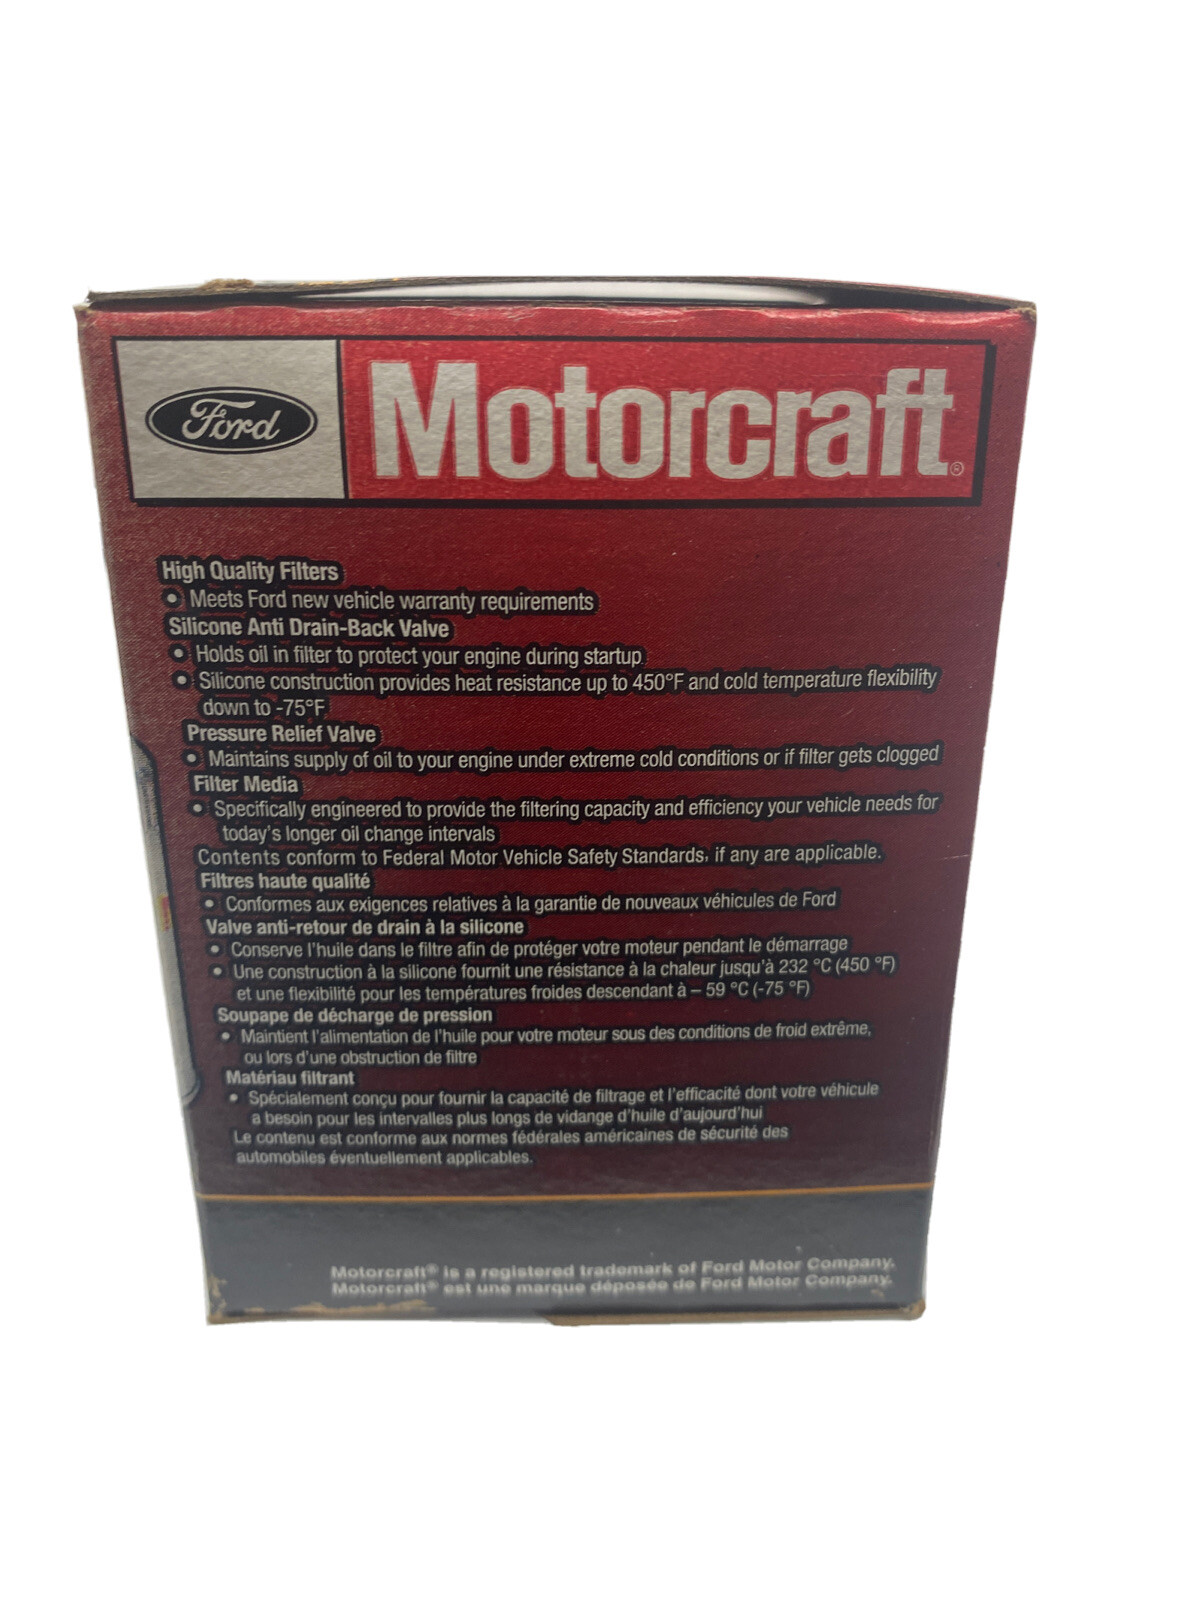 Ford
Motorcraft®
High Quality Filters
• Meets Ford new vehicle warranty requirements
Silicone Anti Drain-Back Valve
• Holds oil in filter to protect your engine during startup.
• Silicone construction provides heat resistance up to 450°F and cold temperature flexibility
down to -75°F
Pressure Relief Valve
• Maintains supply of oil to your engine under extreme cold conditions or if filter gets clogged
Filter Media
• Specifically engineered to provide the filtering capacity and efficiency your vehicle needs for
today's longer oil change intervals
Contents conform to Federal Motor Vehicle Safety Standards, if any are applicable.
Filtres haute qualité
• Conformes aux exigences relatives à la garantie de nouveaux véhicules de Ford
Valve anti-retour de drain à la silicone
• Conserve l'huile dans le filtre afin de protéger votre moteur pendant le démarrage
• Une construction à la silicone fournit une résistance à la chaleur jusqu'à 232 °C (450 °F)
et une flexibilité pour les températures froides descendant à – 59 °C (-75 °F)
Soupape de décharge de pression
• Maintient l'alimentation de l'huile pour votre moteur sous des conditions de froid extrême,
ou lors d'une obstruction de filtre
Matériau filtrant
• Spécialement conçu pour fournir la capacité de filtrage et l'efficacité dont votre véhicule
a besoin pour les intervalles plus longs de vidange d'huile d'aujourd'hui
Le contenu est conforme aux normes fédérales américaines de sécurité des
automobiles éventuellement applicables.
Motorcraft® is a registered trademark of Ford Motor Company.
Motorcraft® est une marque déposée de Ford Motor Company.